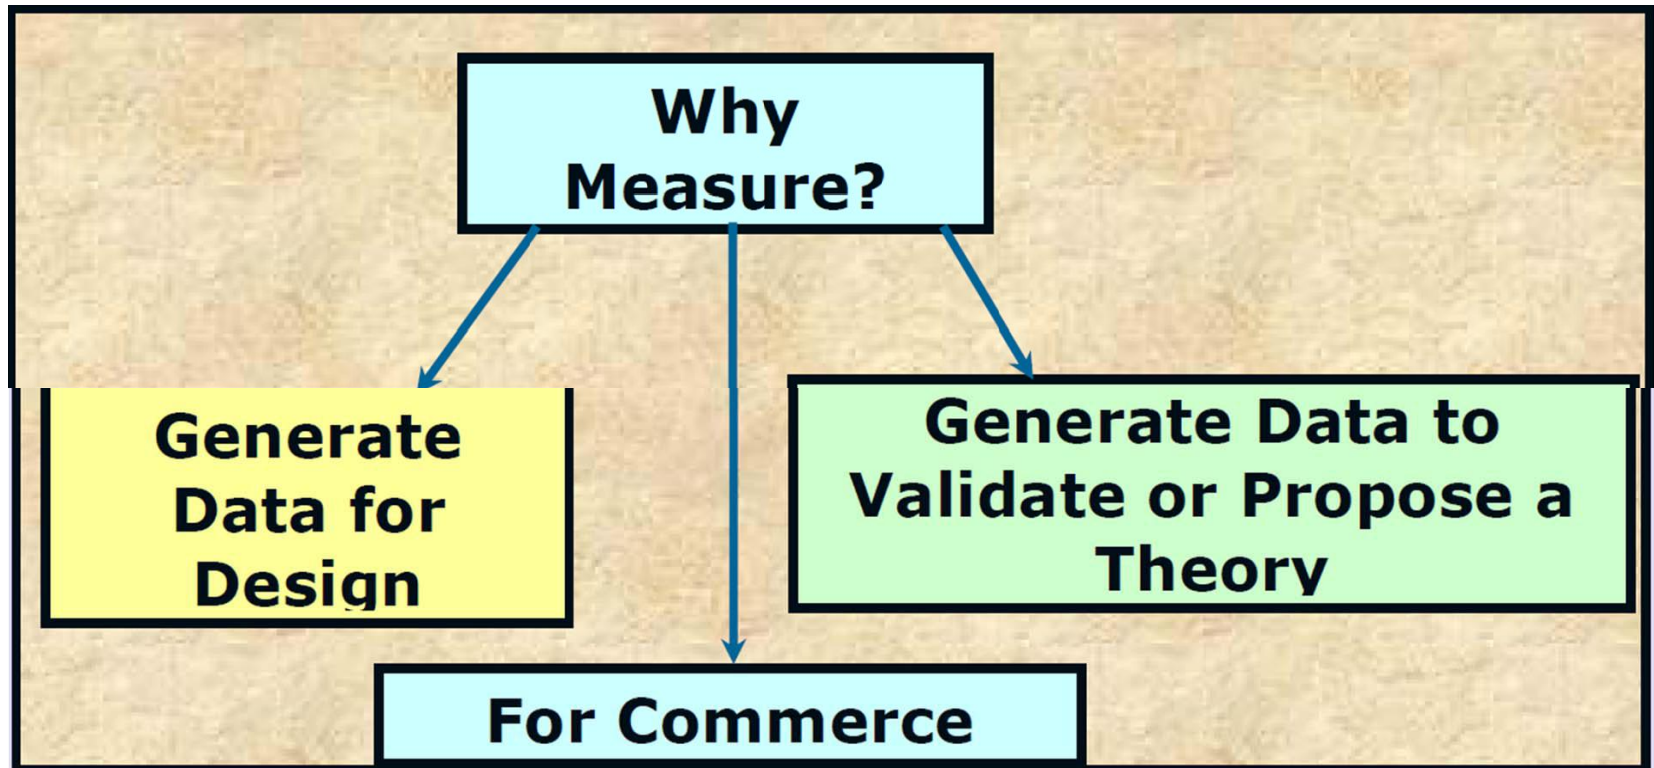 Why
Measure?
Generate
Data for
Design
Generate Data to
Validate or Propose a
Theory
For Commerce